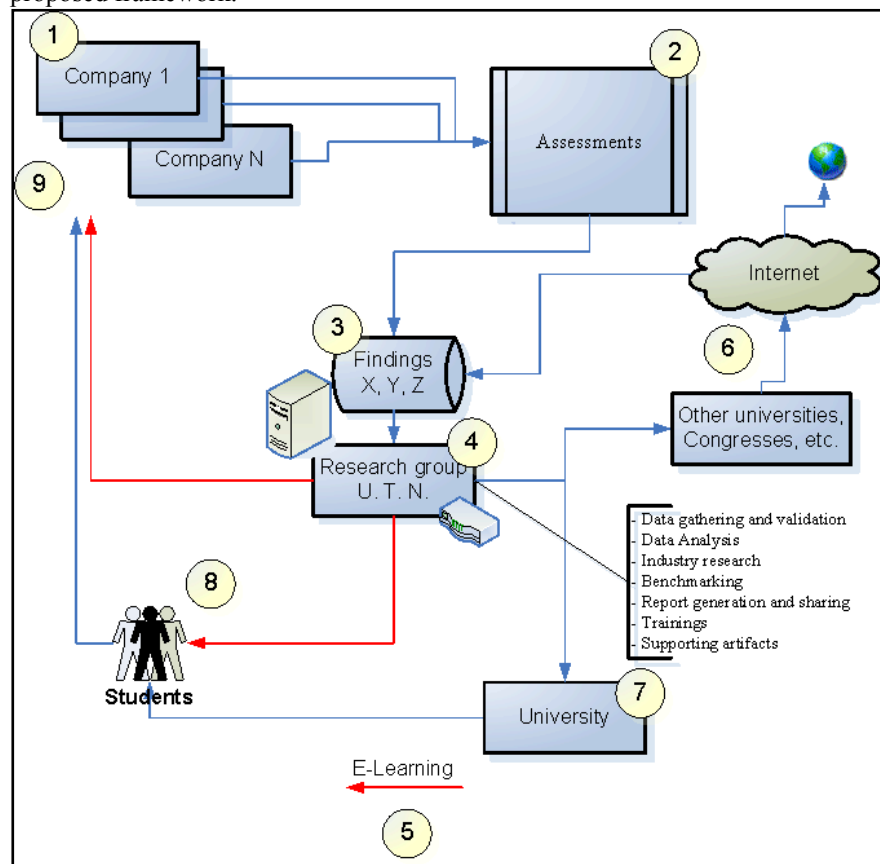 proposed framework.
1
Company 1
Company N
2
Assessments
9
Internet
3
Findings
X, Y, Z
6
Other universities,
Congresses, etc.
4
Research group
U. T. N.
- Data gathering and validation
- Data Analysis
- Industry research
- Benchmarking
- Report generation and sharing
- Trainings
- Supporting artifacts
8
Students
7
University
E-Learning
5